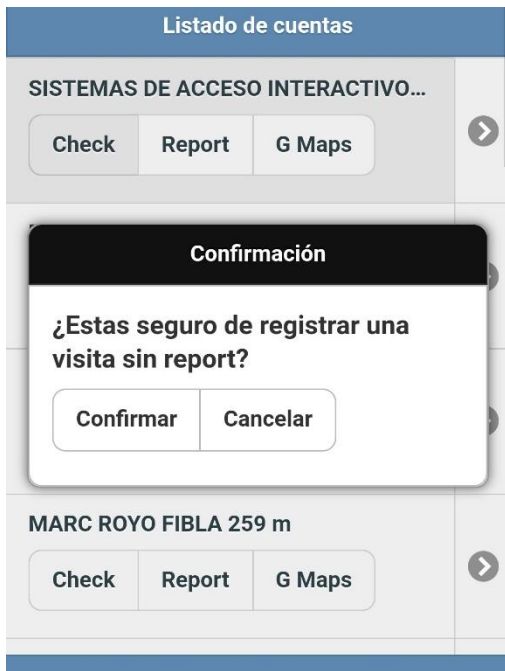 Listado de cuentas
SISTEMAS DE ACCESO INTERACTIVO...
Check Report G Maps
Confirmación
¿Estas seguro de registrar una
visita sin report?
Confirmar Cancelar
MARC ROYO FIBLA 259 m
Check Report G Maps